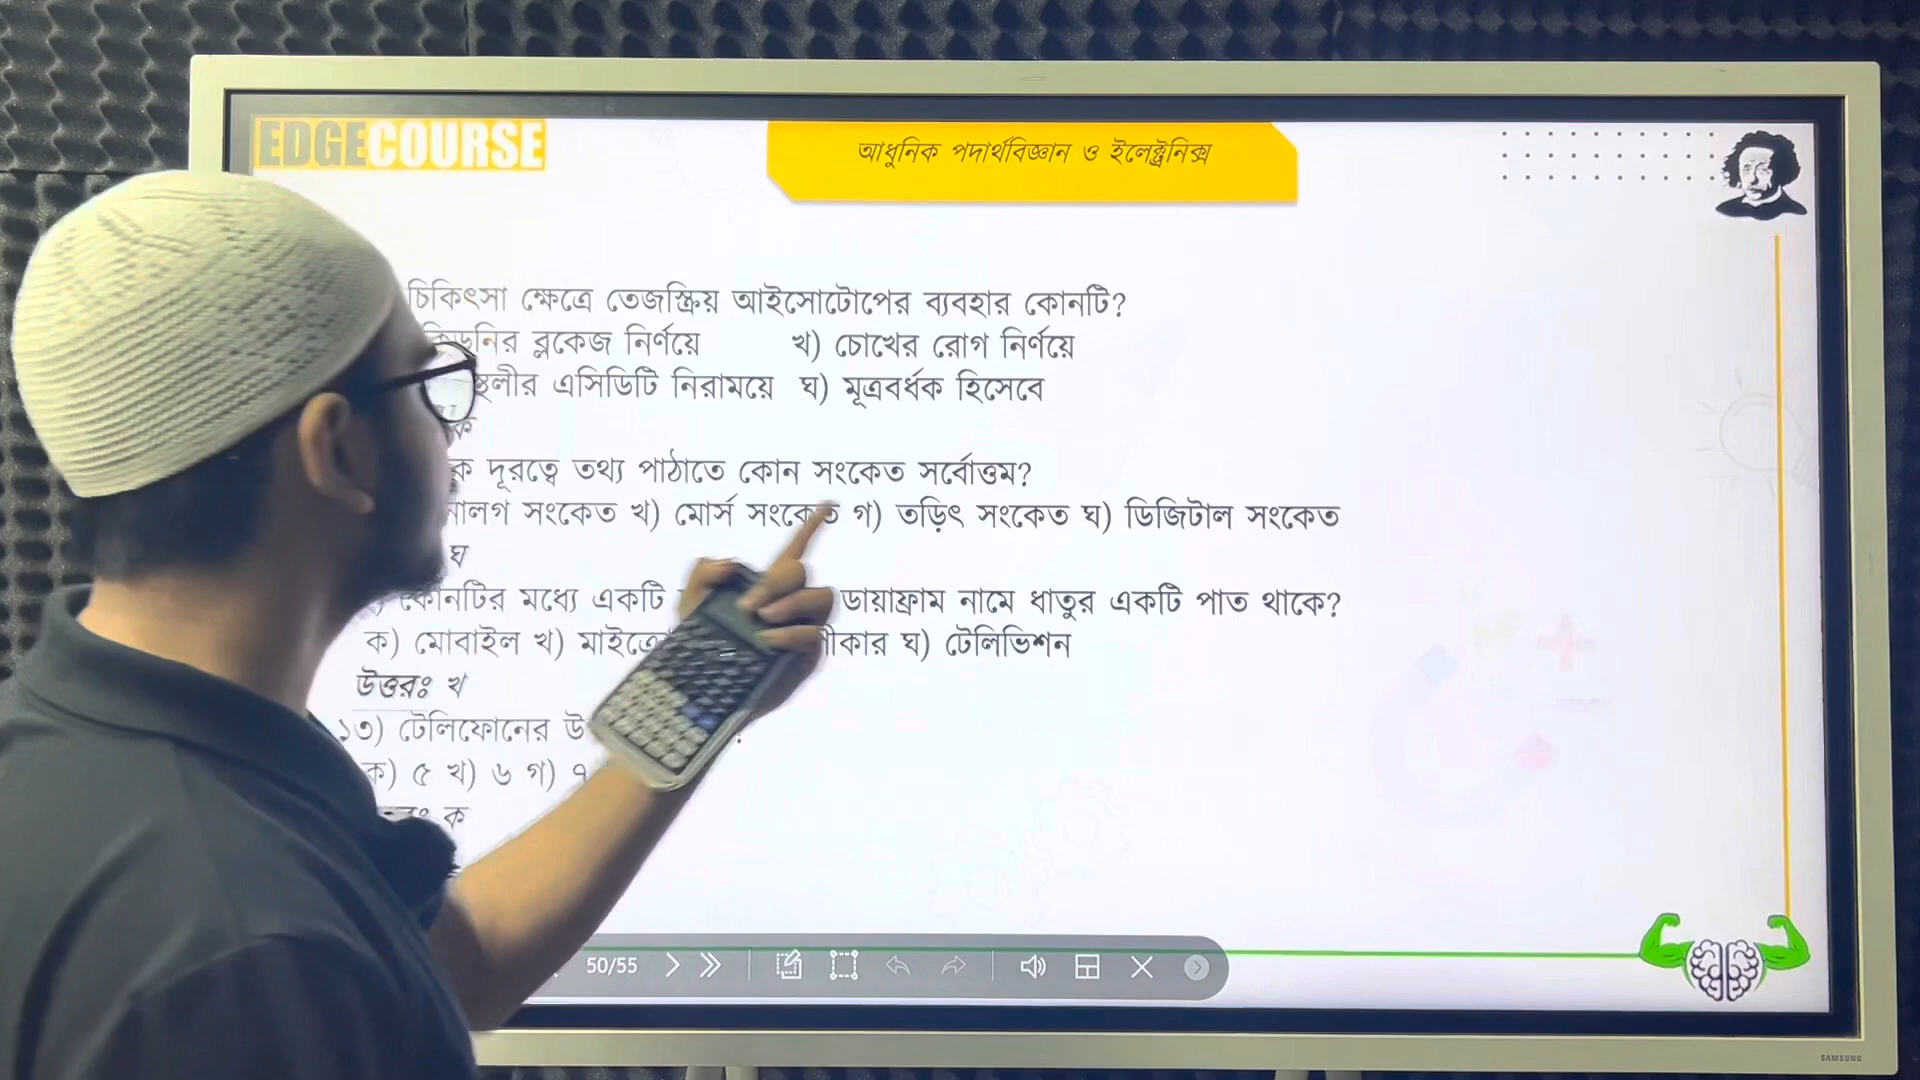 EDGECOURSE
আধুনিক পদার্থবিজ্ঞান ও ইলেক্ট্রনিক্স
চিকিৎসা ক্ষেত্রে তেজস্ক্রিয় আইসোটোপের ব্যবহার কোনটি?
ব্লকেজ নির্ণয়ে খ) চোখের রোগ নির্ণয়ে
এসিডিটি নিরাময়ে ঘ) মূত্রবর্ধক হিসেবে
ক
দূরত্বে তথ্য পাঠাতে কোন সংকেত সর্বোত্তম?
সংকেত খ) মোর্স সংকেত গ) তড়িৎ সংকেত ঘ) ডিজিটাল সংকেত
ঘ
কোনটির মধ্যে একটি ডায়াফ্রাম নামে ধাতুর একটি পাত থাকে?
ক) মোবাইল খ) ঘ) টেলিভিশন
উত্তরঃ খ
১৩) টেলিফোনের
ক) ৫ খ) ৬ গ) ৭
ক
50/55
SAMSUNG